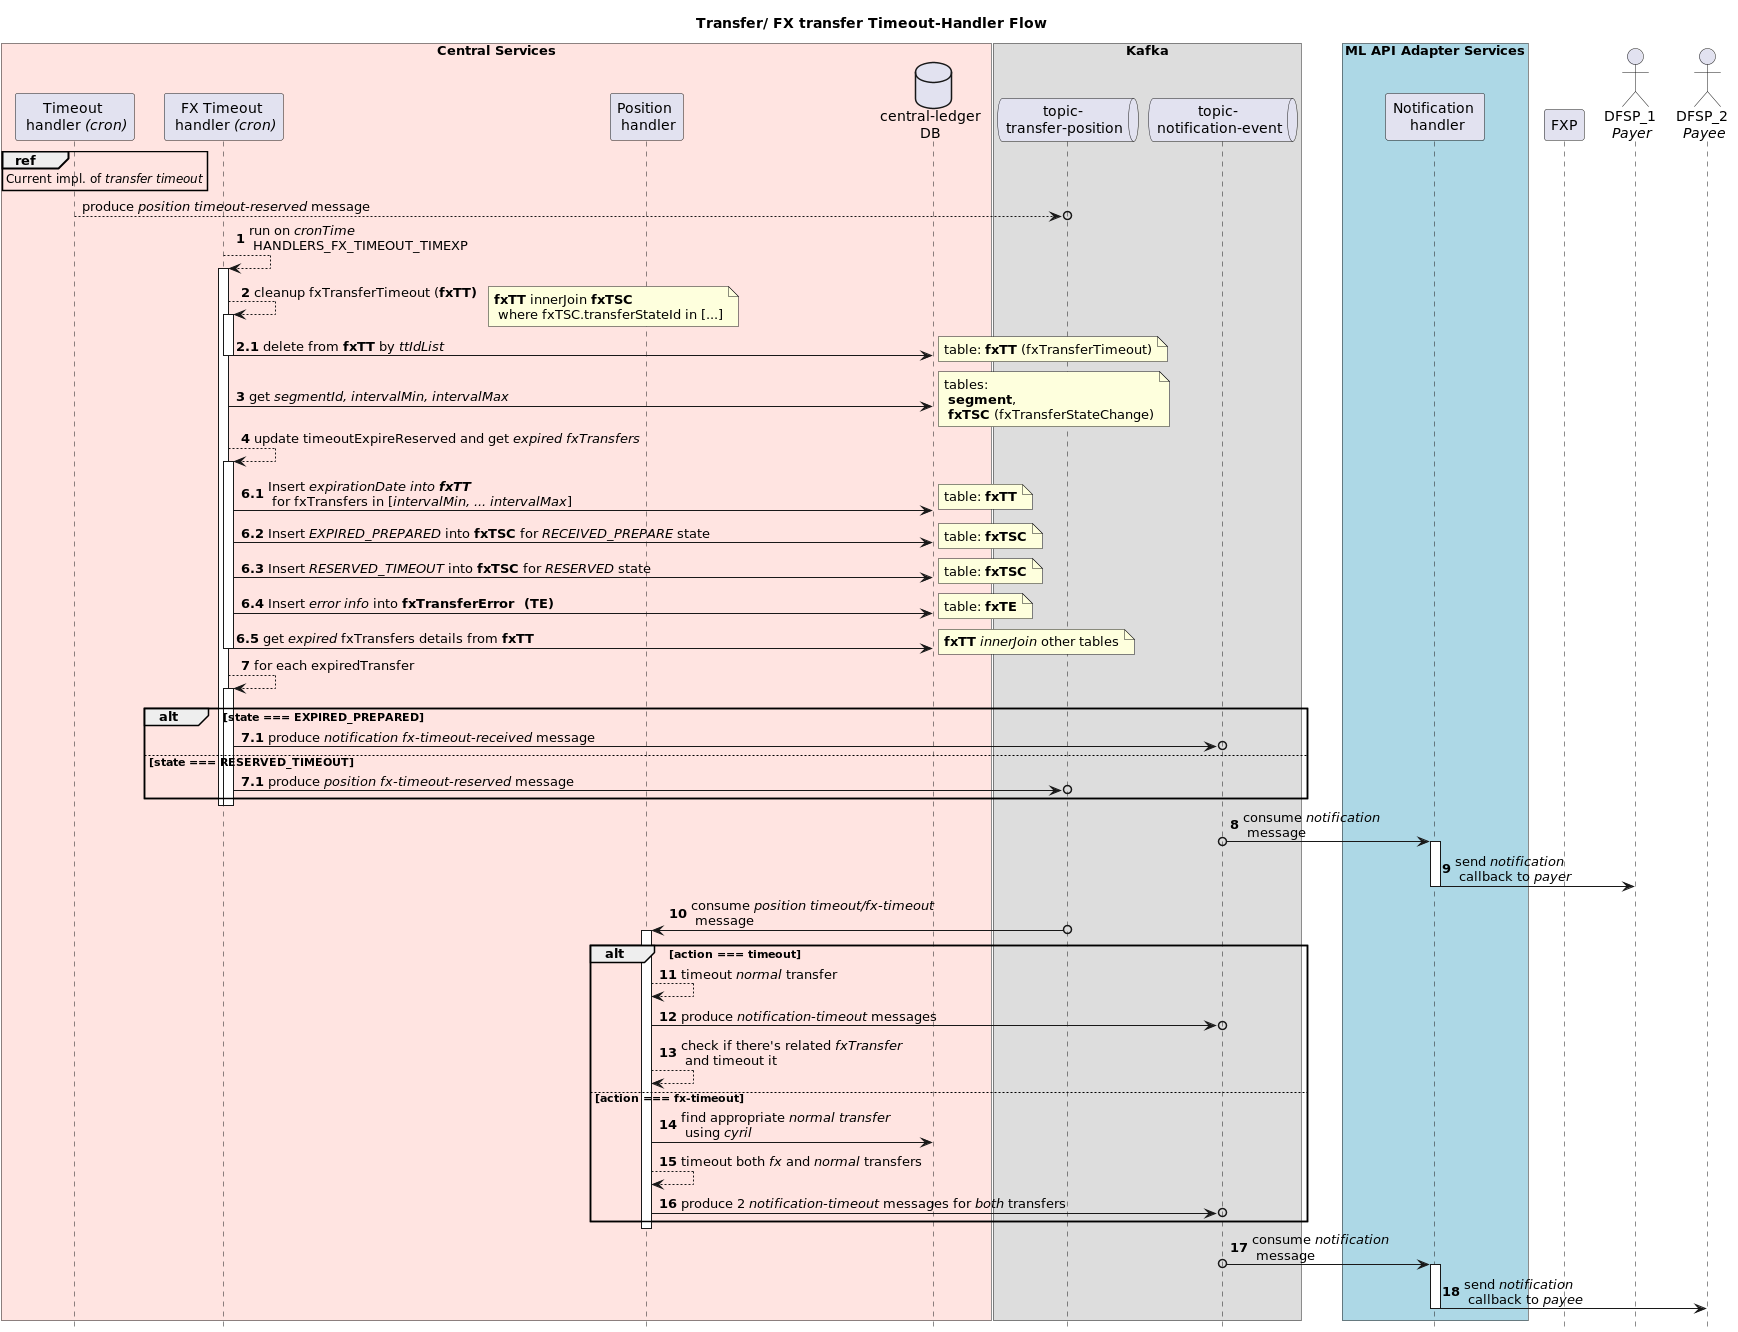 Transfer/ FX transfer Timeout-Handler Flow
Central Services
Kafka
ML API Adapter Services
Timeout
handler (cron)
FX Timeout
handler (cron)
Position
handler
central-ledger
DB
topic-
transfer-position
topic-
notification-event
Notification
handler
FXP
DFSP_1
Payer
DFSP_2
Payee
ref
Current impl. of transfer timeout
produce position timeout-reserved message
1 run on cronTime
HANDLERS_FX_TIMEOUT_TIMEXP
2 cleanup fxTransferTimeout (fxTT)
fxTT innerJoin fxTSC
where fxTSC.transferStateId in [...]
2.1 delete from fxTT by ttIdList
table: fxTT (fxTransferTimeout)
3 get segmentId, intervalMin, intervalMax
tables:
segment,
fxTSC (fxTransferStateChange)
4 update timeoutExpireReserved and get expired fxTransfers
6.1 Insert expirationDate into fxTT
for fxTransfers in [intervalMin, ... intervalMax]
table: fxTT
6.2 Insert EXPIRED_PREPARED into fxTSC for RECEIVED_PREPARE state
table: fxTSC
6.3 Insert RESERVED_TIMEOUT into fxTSC for RESERVED state
table: fxTSC
6.4 Insert error info into fxTransferError (TE)
table: fxTE
6.5 get expired fxTransfers details from fxTT
fxTT innerJoin other tables
7 for each expiredTransfer
alt [state === EXPIRED_PREPARED]
7.1 produce notification fx-timeout-received message
[state === RESERVED_TIMEOUT]
7.1 produce position fx-timeout-reserved message
8 consume notification
message
9 send notification
callback to payer
10 consume position timeout/fx-timeout
message
alt [action === timeout]
11 timeout normal transfer
12 produce notification-timeout messages
13 check if there's related fxTransfer
and timeout it
[action === fx-timeout]
14 find appropriate normal transfer
using cyril
15 timeout both fx and normal transfers
16 produce 2 notification-timeout messages for both transfers
17 consume notification
message
18 send notification
callback to payee